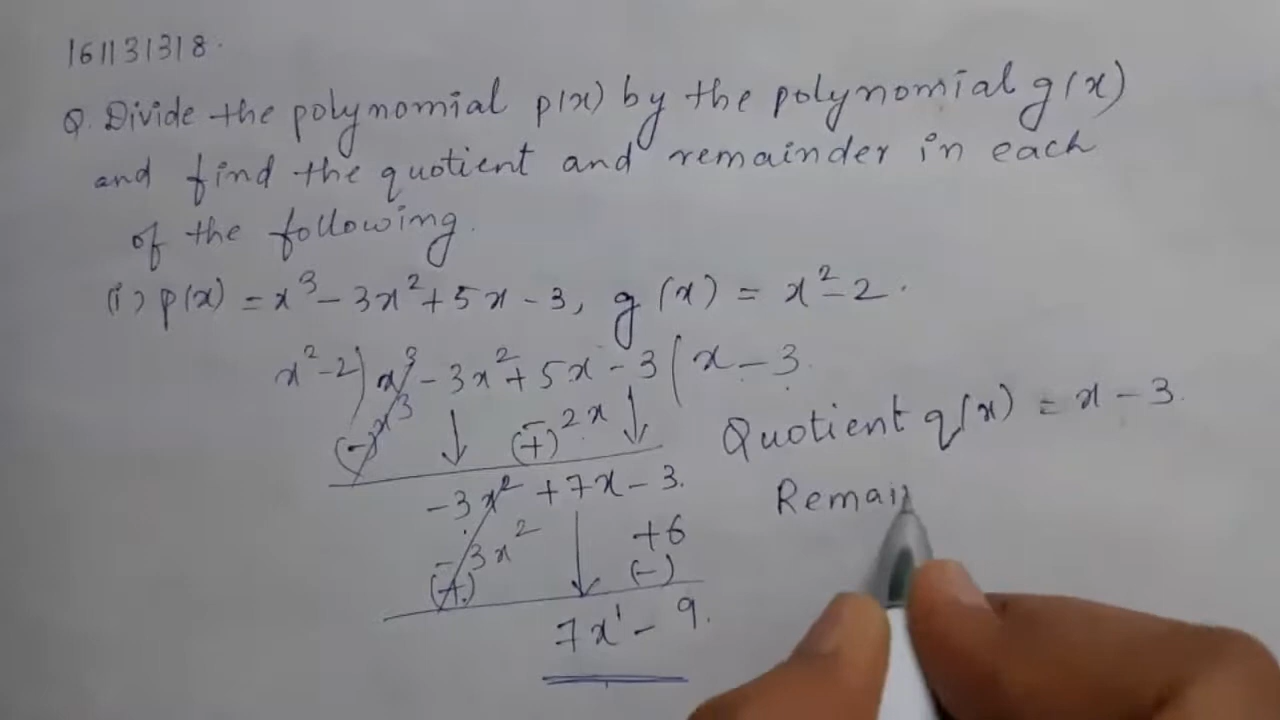 161131318.
Q. Divide the polynomial p(x) by the polynomial g(x)
and find the quotient and remainder in each
of the following.
(i) p(x) = x³ - 3x² + 5x - 3, g(x) = x² - 2.
x² - 2) x³ - 3x² + 5x - 3 ( x - 3
(-) x³ (+) - 2x
-3x² + 7x - 3.
- 3x² + 6
(+) (-)
7x¹ - 9.
Quotient q(x) = x - 3.
Remai